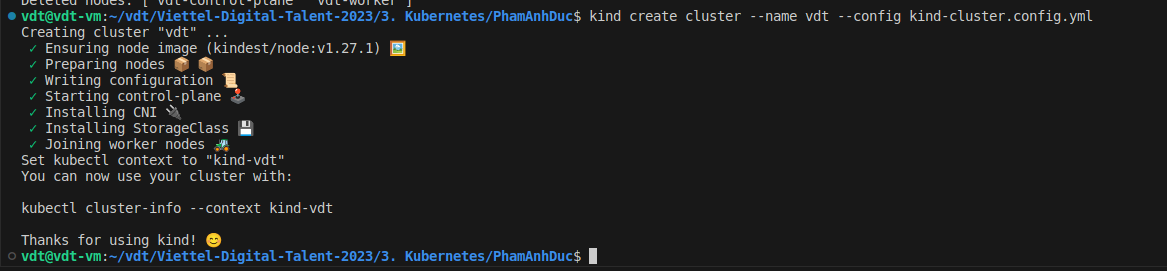 Deleted nodes: ["vdt-control-plane" "vdt-worker"]
vdt@vdt-vm:~/vdt/Viettel-Digital-Talent-2023/3. Kubernetes/PhamAnhDuc$ kind create cluster --name vdt --config kind-cluster.config.yml
Creating cluster "vdt" ...
✓ Ensuring node image (kindest/node:v1.27.1) 🖼
✓ Preparing nodes 📦 📦
✓ Writing configuration 📜
✓ Starting control-plane 🕹️
✓ Installing CNI 🔌
✓ Installing StorageClass 💾
✓ Joining worker nodes 🚜
Set kubectl context to "kind-vdt"
You can now use your cluster with:
kubectl cluster-info --context kind-vdt
Thanks for using kind! 😊
vdt@vdt-vm:~/vdt/Viettel-Digital-Talent-2023/3. Kubernetes/PhamAnhDuc$